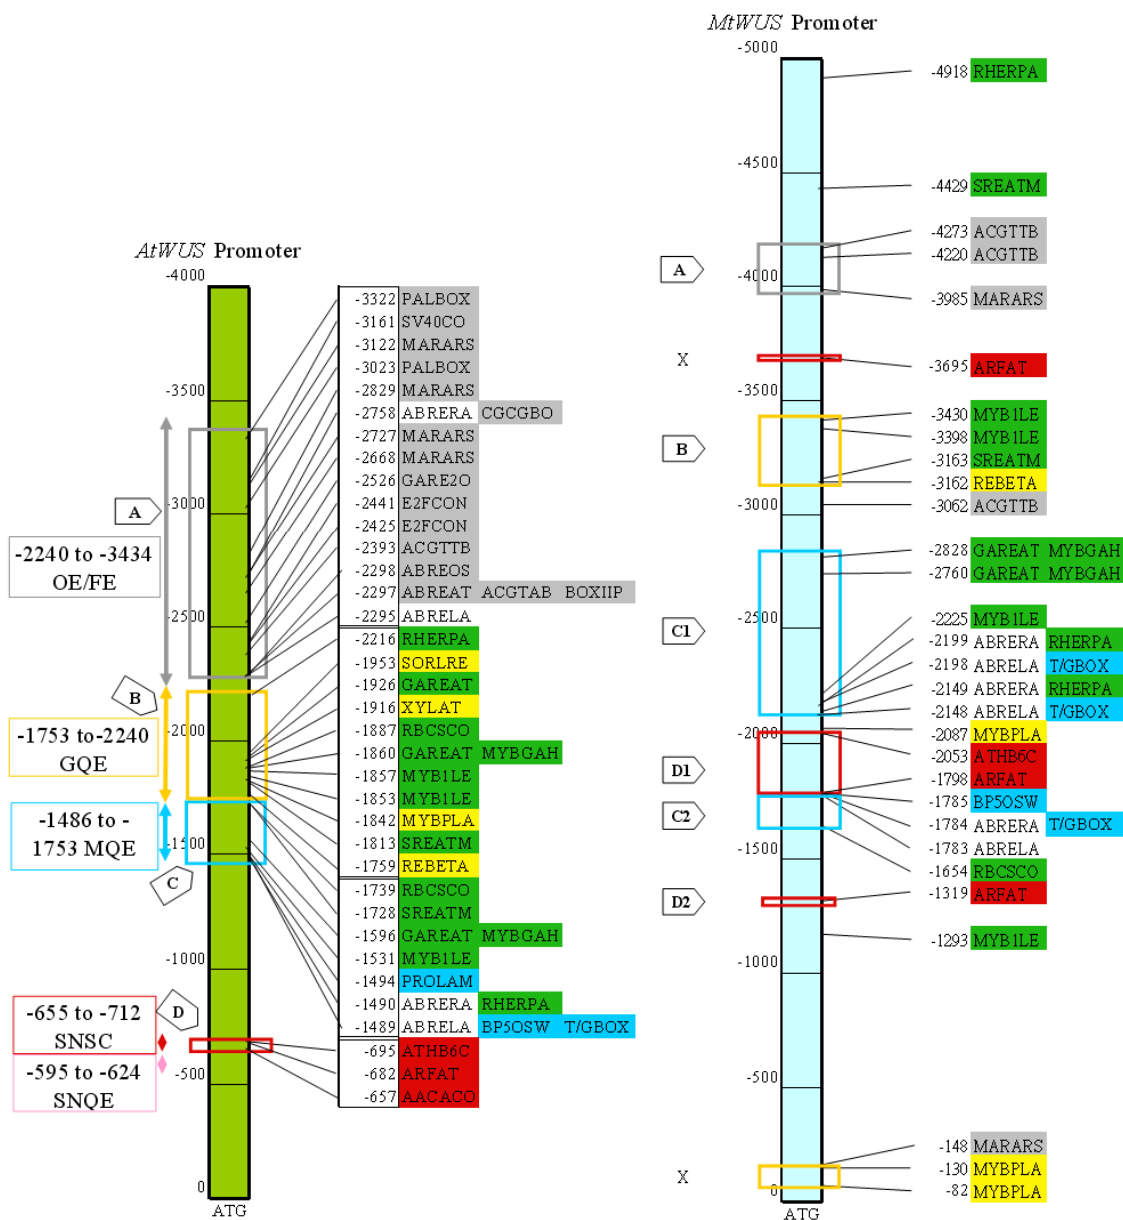 MtWUS Promoter
-5000
-4918 RHERPA
-4500
-4429 SREATM
-4273 ACGTTB
-4220 ACGTTB
A
-4000
-3985 MARARS
X
-3695 ARFAT
-3500
-3430 MYB1LE
-3398 MYB1LE
B
-3163 SREATM
-3162 REBETA
-3000
-3062 ACGTTB
-2828 GAREAT MYBGAH
-2760 GAREAT MYBGAH
-2500
C1
-2225 MYB1LE
-2199 ABRERA RHERPA
-2198 ABRELA T/GBOX
-2149 ABRERA RHERPA
-2148 ABRELA T/GBOX
-2000
-2087 MYBPLA
-2053 ATHB6C
D1
-1798 ARFAT
-1785 BP5OSW
C2
-1784 ABRERA T/GBOX
-1783 ABRELA
-1500
-1654 RBCSCO
D2
-1319 ARFAT
-1293 MYB1LE
-1000
-500
-148 MARARS
X
-130 MYBPLA
-82 MYBPLA
0
ATG
AtWUS Promoter
-4000
-3322 PALBOX
-3161 SV40CO
-3122 MARARS
-3023 PALBOX
-3500
-2829 MARARS
-2758 ABRERA CGCGBO
-2727 MARARS
-2668 MARARS
-2526 GARE2O
-3000
-2441 E2FCON
A
-2425 E2FCON
-2240 to -3434
OE/FE
-2393 ACGTTB
-2298 ABREOS
-2297 ABREAT ACGTAB BOXIIP
-2500
-2295 ABRELA
-2216 RHERPA
-1953 SORLRE
-1926 GAREAT
B
-1916 XYLAT
-2000
-1887 RBCSCO
-1753 to-2240
GQE
-1860 GAREAT MYBGAH
-1857 MYB1LE
-1853 MYB1LE
-1842 MYBPLA
-1486 to -
1753 MQE
-1500
-1813 SREATM
-1759 REBETA
C
-1739 RBCSCO
-1728 SREATM
-1596 GAREAT MYBGAH
-1000
-1531 MYB1LE
-1494 PROLAM
-1490 ABRERA RHERPA
-1489 ABRELA BP5OSW T/GBOX
D
-655 to -712
SNSC
-695 ATHB6C
-682 ARFAT
-657 AACACO
-500
-595 to -624
SNQE
0
ATG